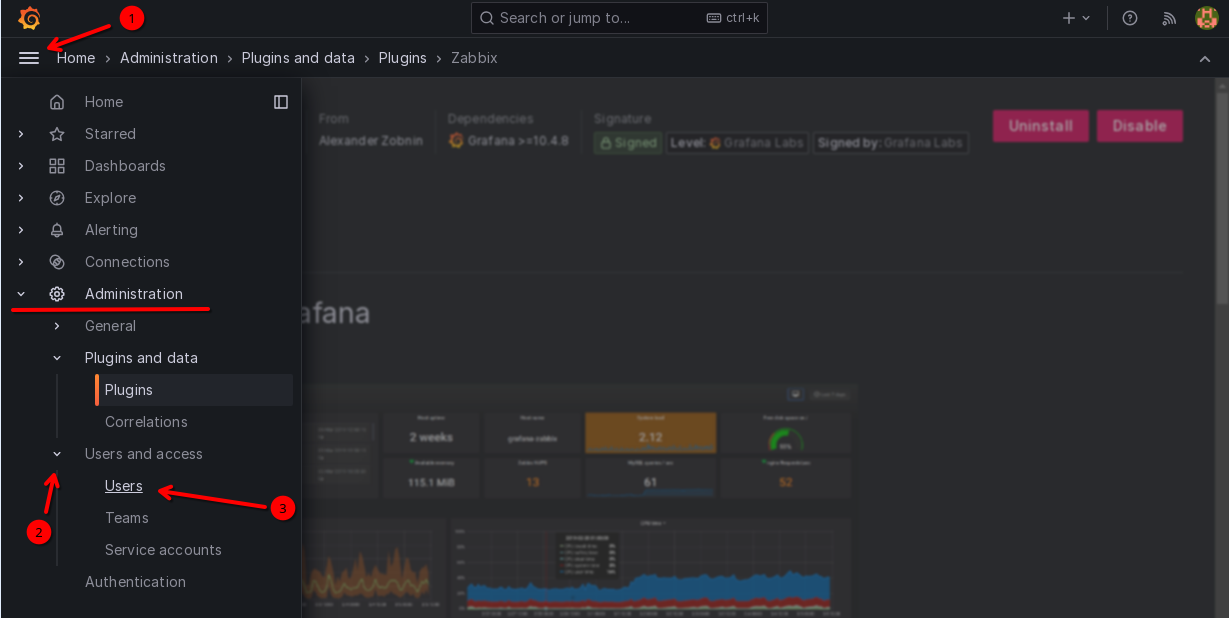 1
Search or jump to... ctrl+k
Home › Administration › Plugins and data › Plugins › Zabbix
Home
Starred
Dashboards
Explore
Alerting
Connections
Administration
General
Plugins and data
Plugins
Correlations
Users and access
Users
Teams
Service accounts
Authentication
2
3
From
Alexander Zobnin
Dependencies
Grafana >=10.4.8
Signature
Signed
Level: Grafana Labs
Signed by: Grafana Labs
Uninstall
Disable
afana
2 weeks
grafana zabbix
2.12
115.1 MiB
13
61
52